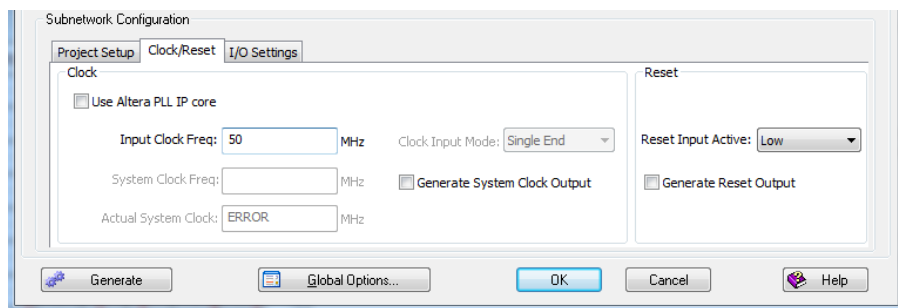 Subnetwork Configuration
Project Setup Clock/Reset I/O Settings
Clock
Use Altera PLL IP core
Input Clock Freq: 50 MHz
Clock Input Mode: Single End
System Clock Freq: MHz
Generate System Clock Output
Actual System Clock: ERROR MHz
Reset
Reset Input Active: Low
Generate Reset Output
Generate Global Options... OK Cancel Help